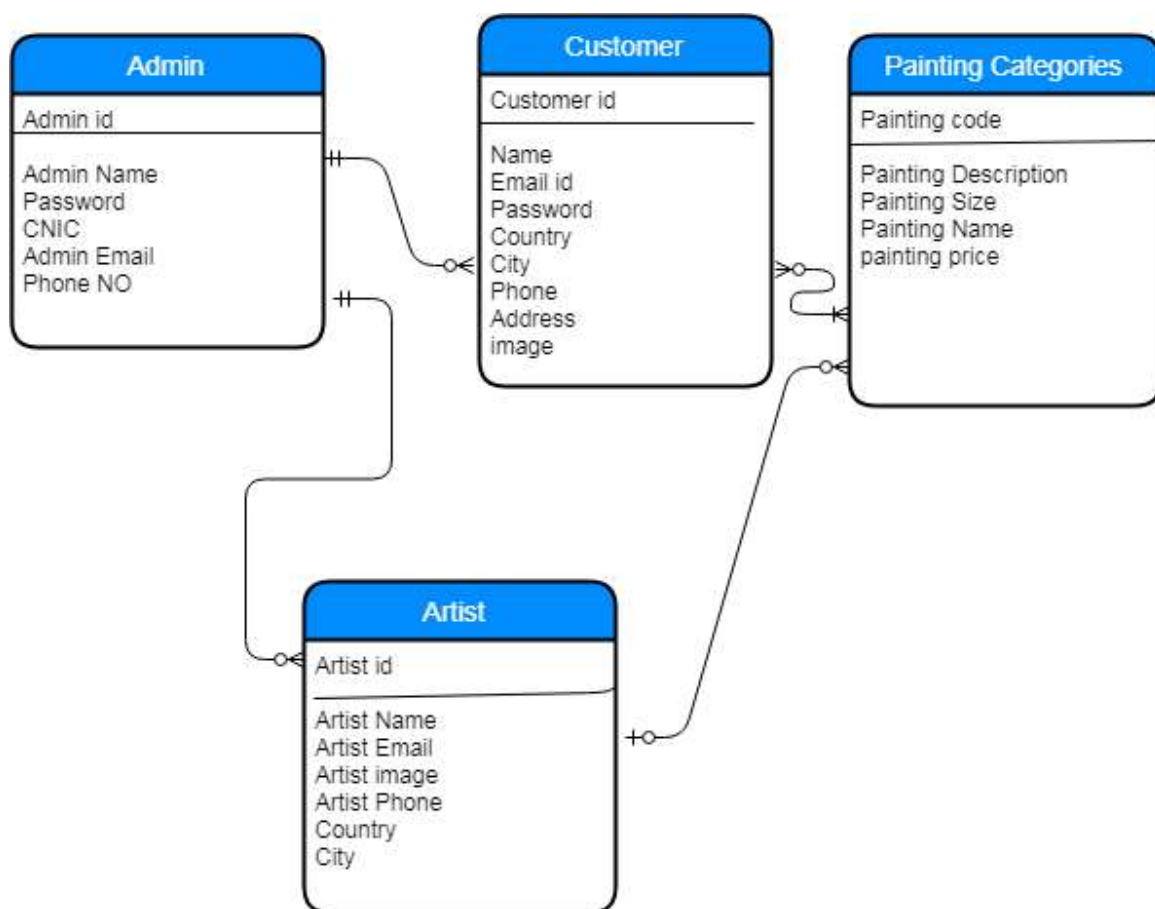 Admin
Admin id
Admin Name
Password
CNIC
Admin Email
Phone NO
Customer
Customer id
Name
Email id
Password
Country
City
Phone
Address
image
Painting Categories
Painting code
Painting Description
Painting Size
Painting Name
painting price
Artist
Artist id
Artist Name
Artist Email
Artist image
Artist Phone
Country
City